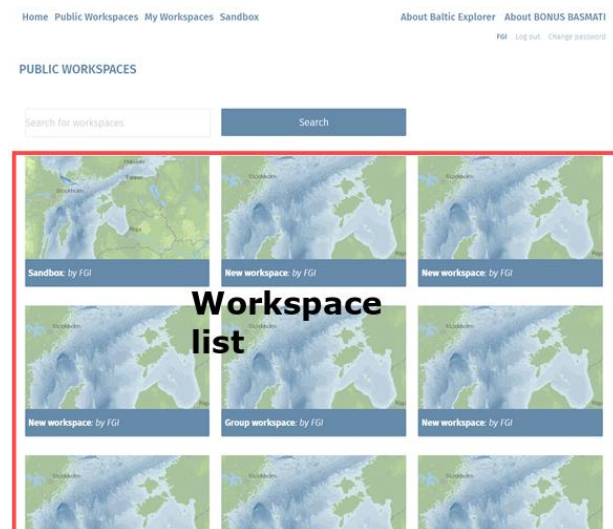 Home Public Workspaces My Workspaces Sandbox About Baltic Explorer About BONUS BASMATI
FGI Log out Change password
PUBLIC WORKSPACES
Search for workspaces Search
Sandbox: by FGI New workspace: by FGI New workspace: by FGI
Workspace
list
New workspace: by FGI Group workspace: by FGI New workspace: by FGI